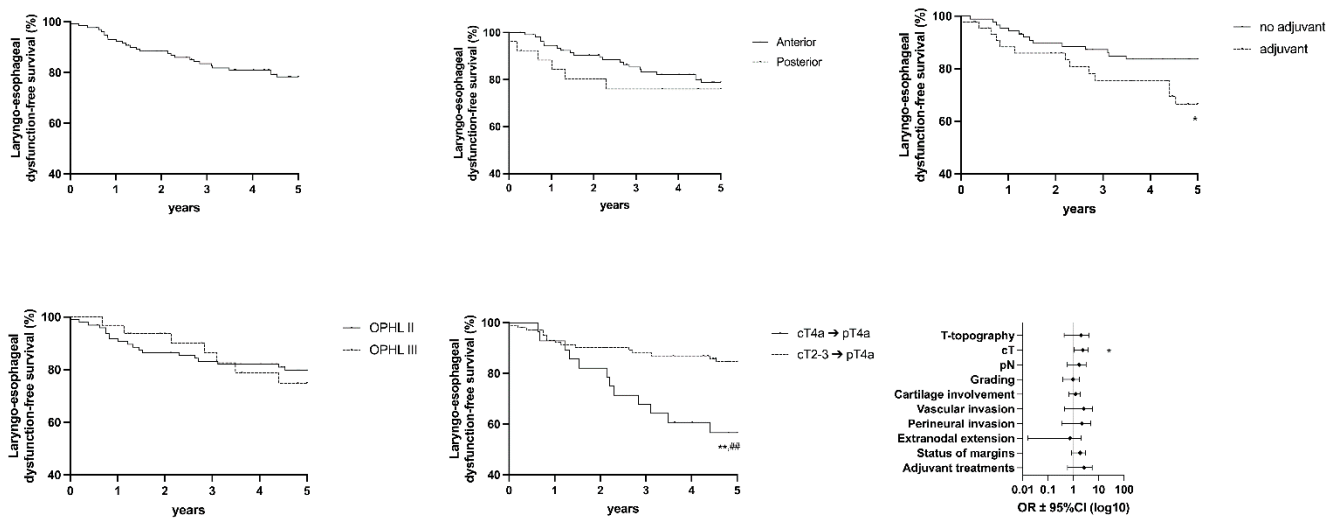 Laryngo-esophageal
dysfunction-free survival (%)
100
80
60
40
0 1 2 3 4 5
years
Laryngo-esophageal
dysfunction-free survival (%)
100
80
60
40
0 1 2 3 4 5
years
Anterior
Posterior
Laryngo-esophageal
dysfunction-free survival (%)
100
80
60
40
0 1 2 3 4 5
years
*
no adjuvant
adjuvant
Laryngo-esophageal
dysfunction-free survival (%)
100
80
60
40
0 1 2 3 4 5
years
OPHL II
OPHL III
Laryngo-esophageal
dysfunction-free survival (%)
100
80
60
40
0 1 2 3 4 5
years
**,##
cT4a → pT4a
cT2-3 → pT4a
T-topography
cT *
pN
Grading
Cartilage involvement
Vascular invasion
Perineural invasion
Extranodal extension
Status of margins
Adjuvant treatments
0.01 0.1 1 10 100
OR ± 95%CI (log10)